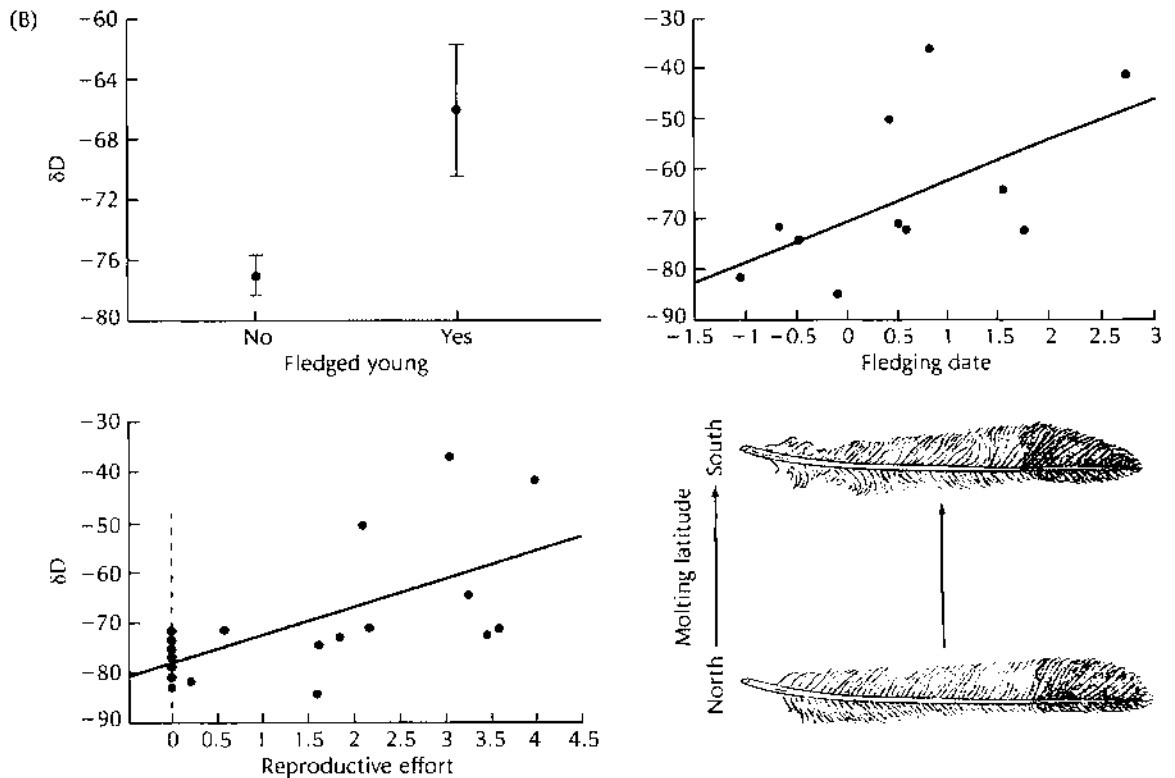 (B)
−60
−64
−68
−72
−76
−80
δD
No Yes
Fledged young
−30
−40
−50
−60
−70
−80
−90
−1.5 −1 −0.5 0 0.5 1 1.5 2 2.5 3
Fledging date
−30
−40
−50
−60
−70
−80
−90
δD
0 0.5 1 1.5 2 2.5 3 3.5 4 4.5
Reproductive effort
South
Molting latitude
North